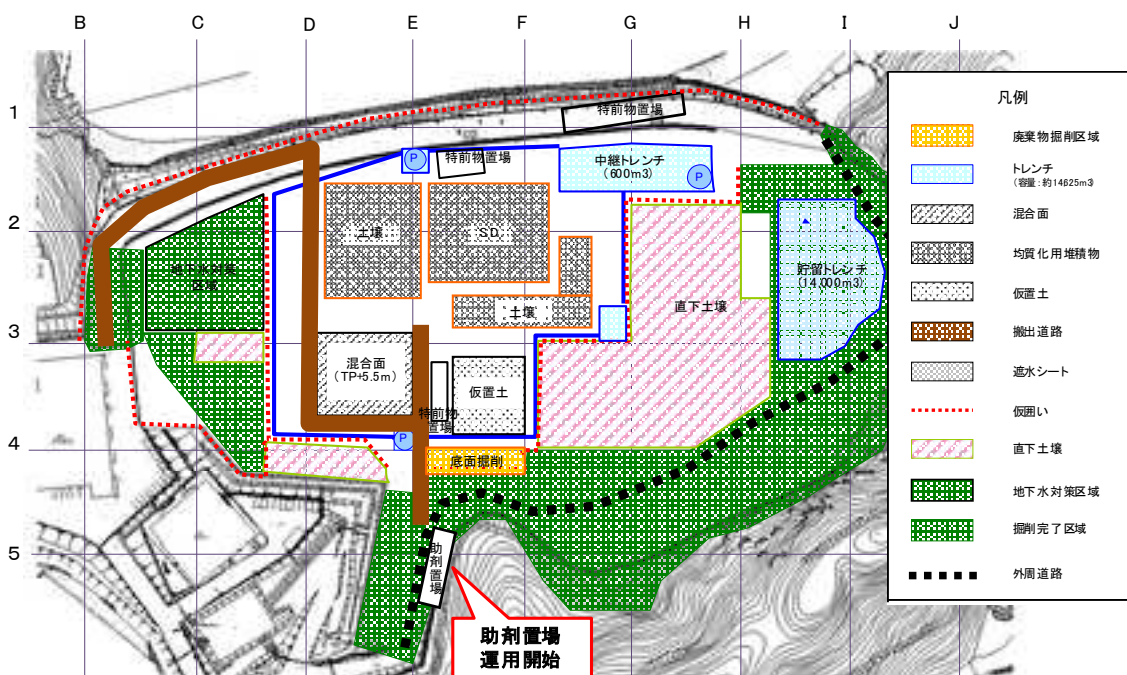 B C D E F G H I J
凡例
廃棄物掘削区域
トレンチ
(容量:約14625m3)
混合面
均質化用堆積物
仮置土
搬出道路
遮水シート
仮囲い
直下土壌
地下水対策区域
掘削完了区域
外周道路
1
特前物置場
P
特前物置場
中継トレンチ
(600m3)
P
2
土壌
S.D.
地下水対策
区域
貯留トレンチ
(14,000m3)
直下土壌
土壌
3
混合面
(TP+5.5m)
仮置土
特前物
置場
4
P
底面掘削
5
助剤置場
助剤置場
運用開始